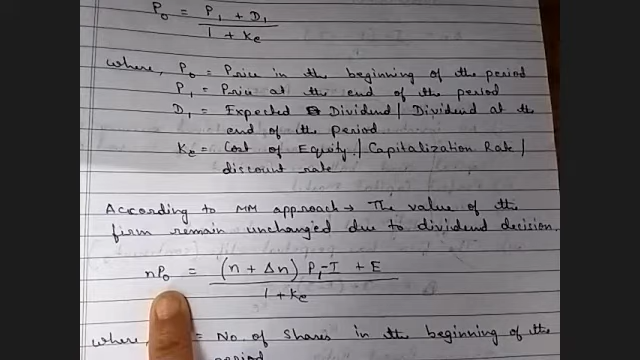 P₀ = P₁ + D₁
1 + Ke
where, P₀ = Price in the beginning of the period
P₁ = Price at the end of the period
D₁ = Expected Dividend / Dividend at the
end of the period
Ke = Cost of Equity / Capitalization Rate /
discount rate
According to MM approach → The value of the
firm remain unchanged due to dividend decision.
nP₀ = (n + Δn) P₁ - I + E
1 + Ke
where, = No. of Shares in the beginning of the
period